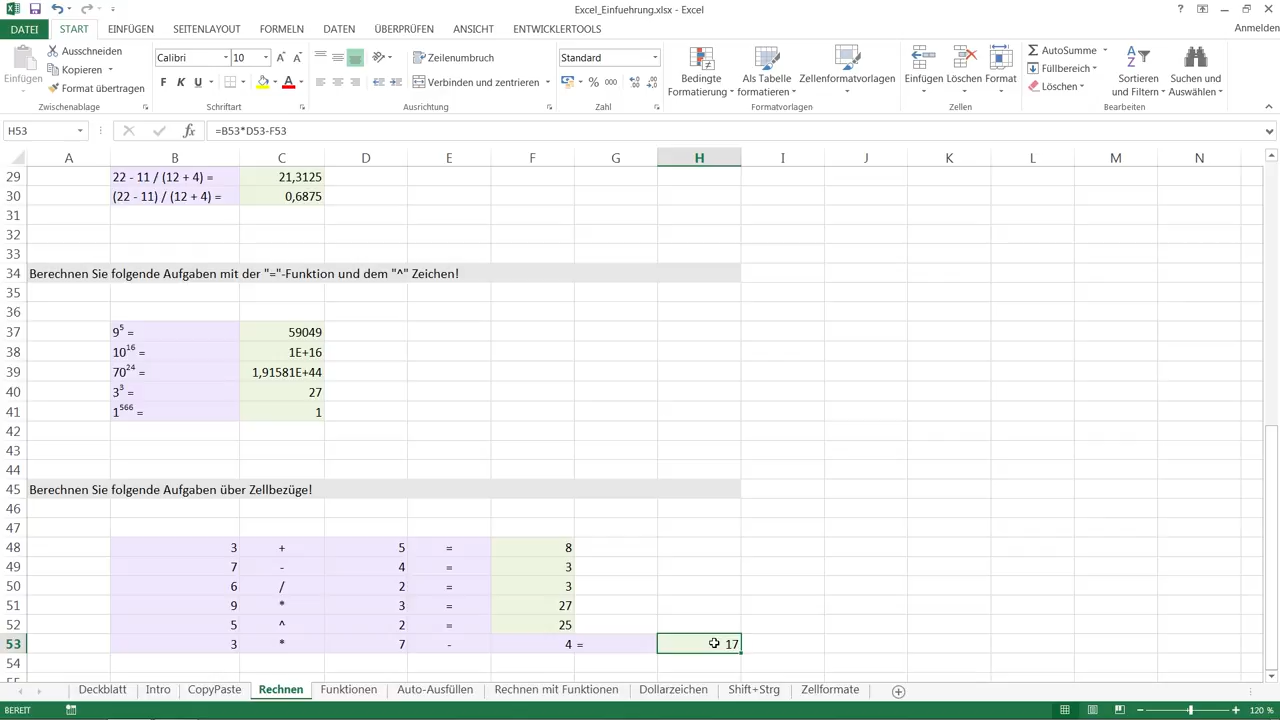 Excel_Einfuehrung.xlsx - Excel
Anmelden
DATEI START EINFÜGEN SEITENLAYOUT FORMELN DATEN ÜBERPRÜFEN ANSICHT ENTWICKLERTOOLS
Einfügen
Ausschneiden
Kopieren
Format übertragen
Zwischenablage
Calibri 10
F K U
Schriftart
Zeilenumbruch
Verbinden und zentrieren
Ausrichtung
Standard
% 000
Zahl
Bedingte Formatierung
Als Tabelle formatieren
Zellenformatvorlagen
Formatvorlagen
Einfügen Löschen Format
Zellen
AutoSumme
Füllbereich
Löschen
Sortieren und Filtern
Suchen und Auswählen
Bearbeiten
H53 fx =B53*D53-F53
A B C D E F G H I J K L M N
29 22 - 11 / (12 + 4) = 21,3125
30 (22 - 11) / (12 + 4) = 0,6875
31
32
33
34 Berechnen Sie folgende Aufgaben mit der "="-Funktion und dem "^" Zeichen!
35
36
37 9⁵ = 59049
38 10¹⁶ = 1E+16
39 70²⁴ = 1,91581E+44
40 3³ = 27
41 1⁵⁶⁶ = 1
42
43
44
45 Berechnen Sie folgende Aufgaben über Zellbezüge!
46
47
48 3 + 5 = 8
49 7 - 4 = 3
50 6 / 2 = 3
51 9 * 3 = 27
52 5 ^ 2 = 25
53 3 * 7 - 4 = 17
54
Deckblatt Intro CopyPaste Rechnen Funktionen Auto-Ausfüllen Rechnen mit Funktionen Dollarzeichen Shift+Strg Zellformate
BEREIT
120 %